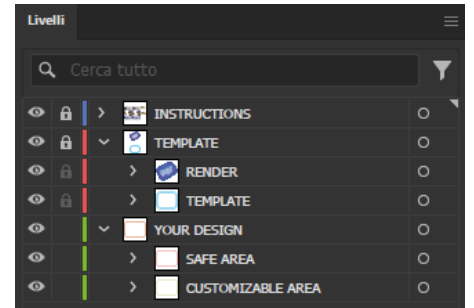 Livelli
Cerca tutto
INSTRUCTIONS
TEMPLATE
RENDER
TEMPLATE
YOUR DESIGN
SAFE AREA
CUSTOMIZABLE AREA